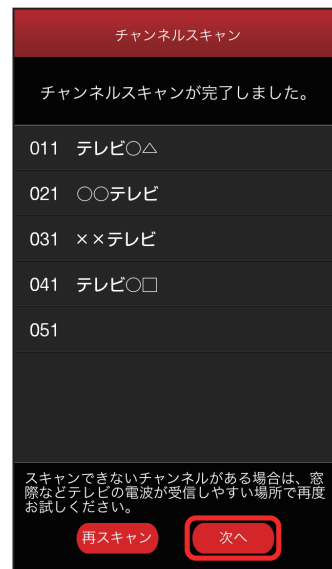 チャンネルスキャン
チャンネルスキャンが完了しました。
011 テレビ○△
021 ○○テレビ
031 ××テレビ
041 テレビ○□
051
スキャンできないチャンネルがある場合は、窓
際などテレビの電波が受信しやすい場所で再度
お試しください。
再スキャン 次へ